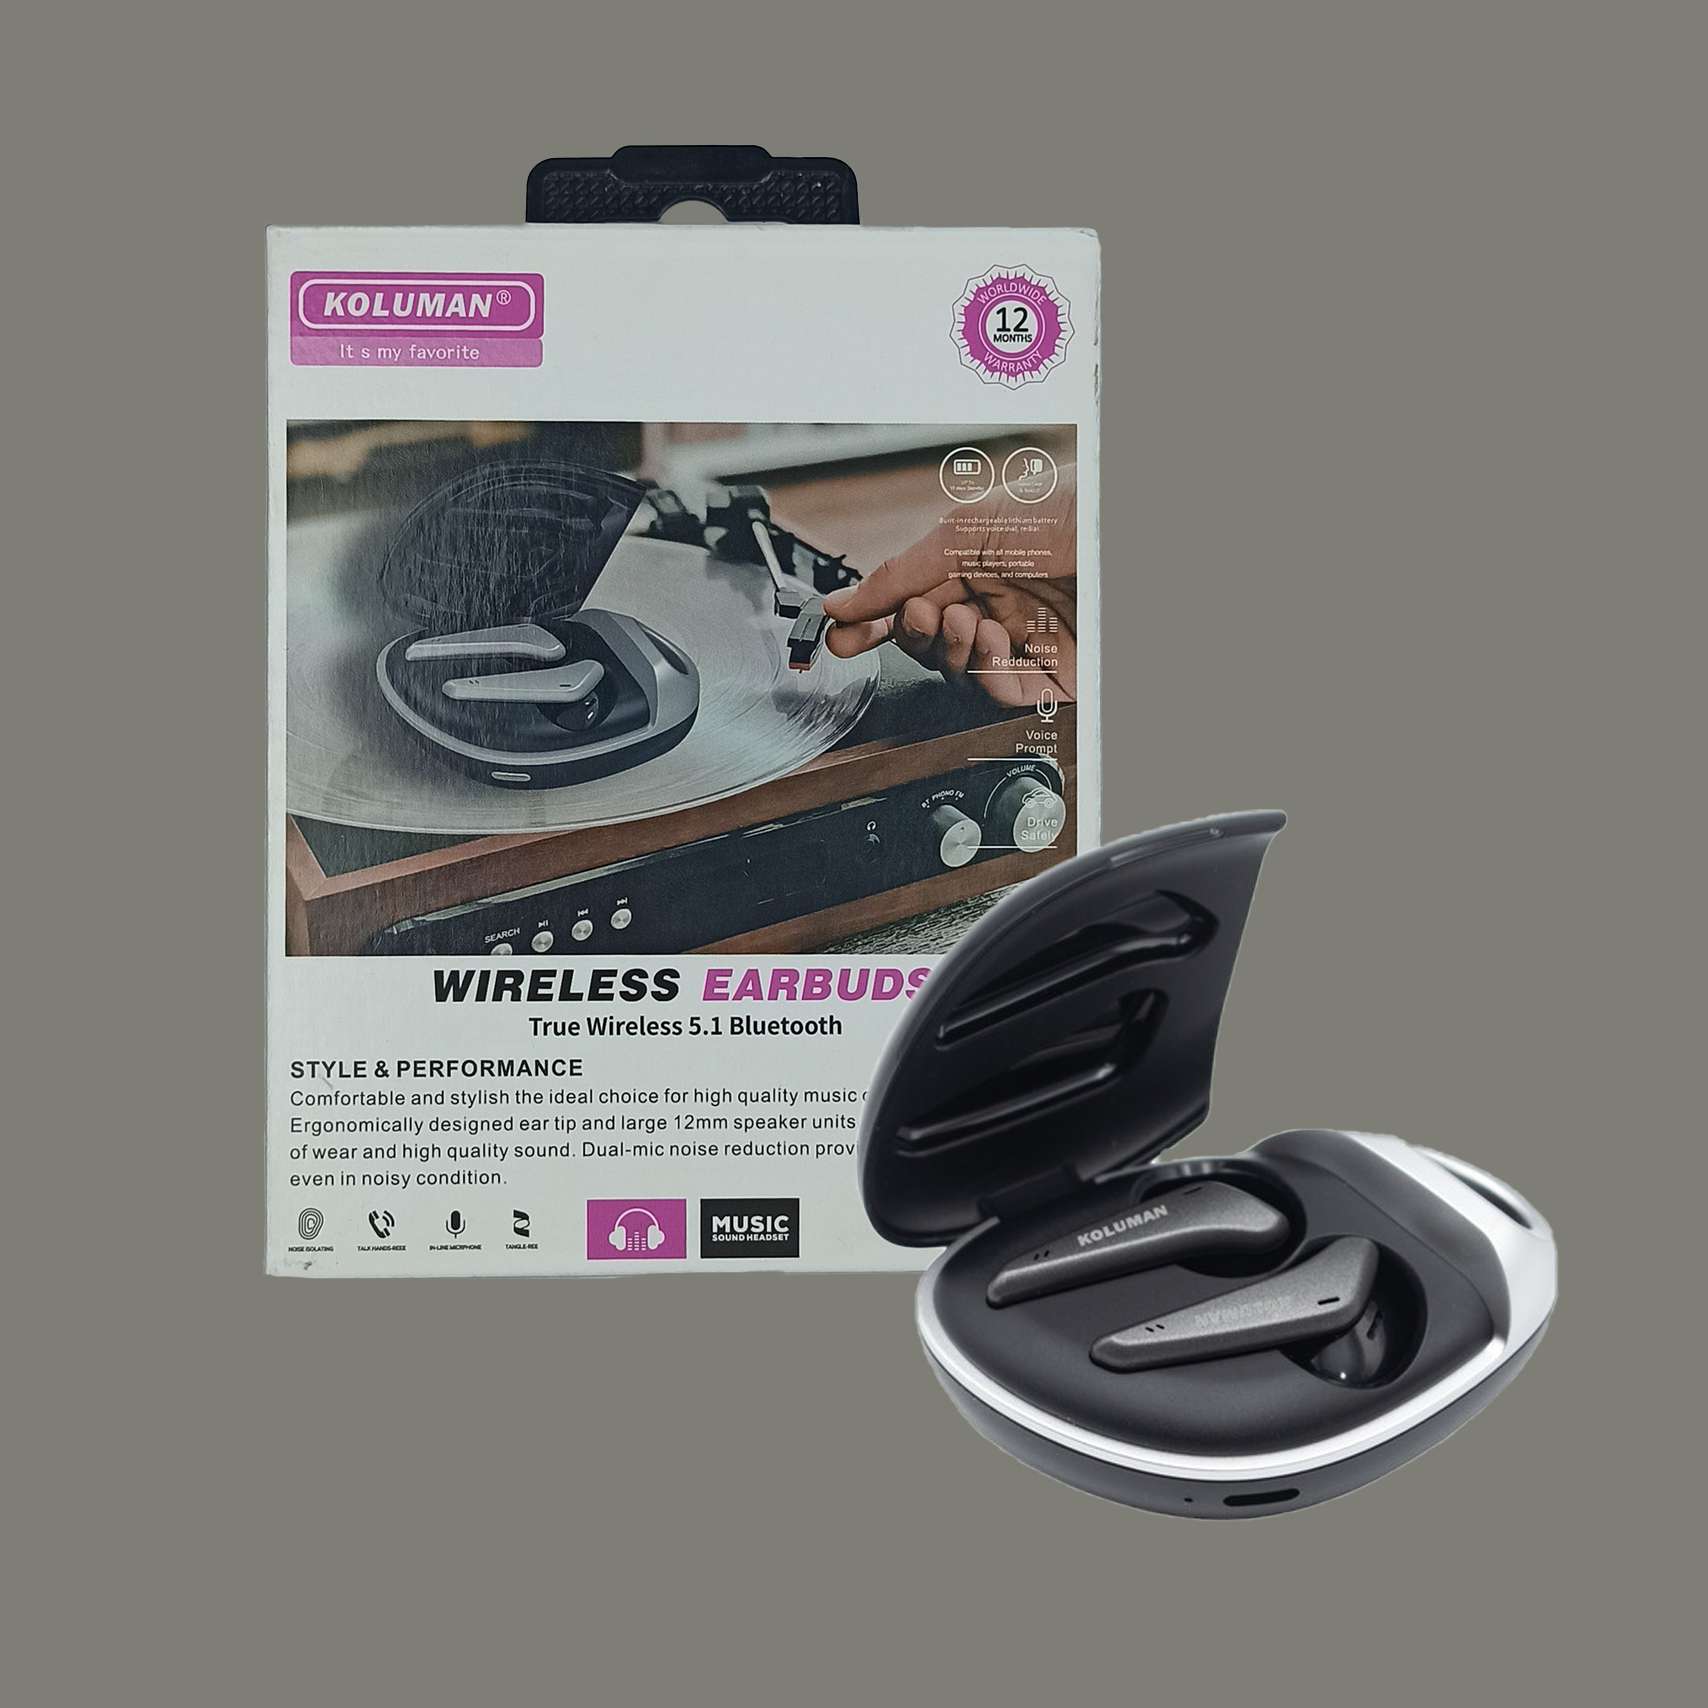 KOLUMAN®
It s my favorite
WORLDWIDE
12
MONTHS
WARRANTY
UP To
Built-in rechargeable lithium battery
Supports voice dial, redial
Compatible with all mobile phones,
music players, portable
gaming devices, and computers
Noise
Redduction
Voice
Prompt
VOLUME
BT PHONO FM
Drive
Safely
SEARCH
WIRELESS EARBUDS
True Wireless 5.1 Bluetooth
STYLE & PERFORMANCE
Comfortable and stylish the ideal choice for high quality music
Ergonomically designed ear tip and large 12mm speaker units
of wear and high quality sound. Dual-mic noise reduction provi
even in noisy condition.
NOISE ISOLATING
TALK HANDS-REEE
IN-LINE MICRPHONE
TANGLE-REE
MUSIC
SOUND HEADSET
KOLUMAN
KOLUMAN